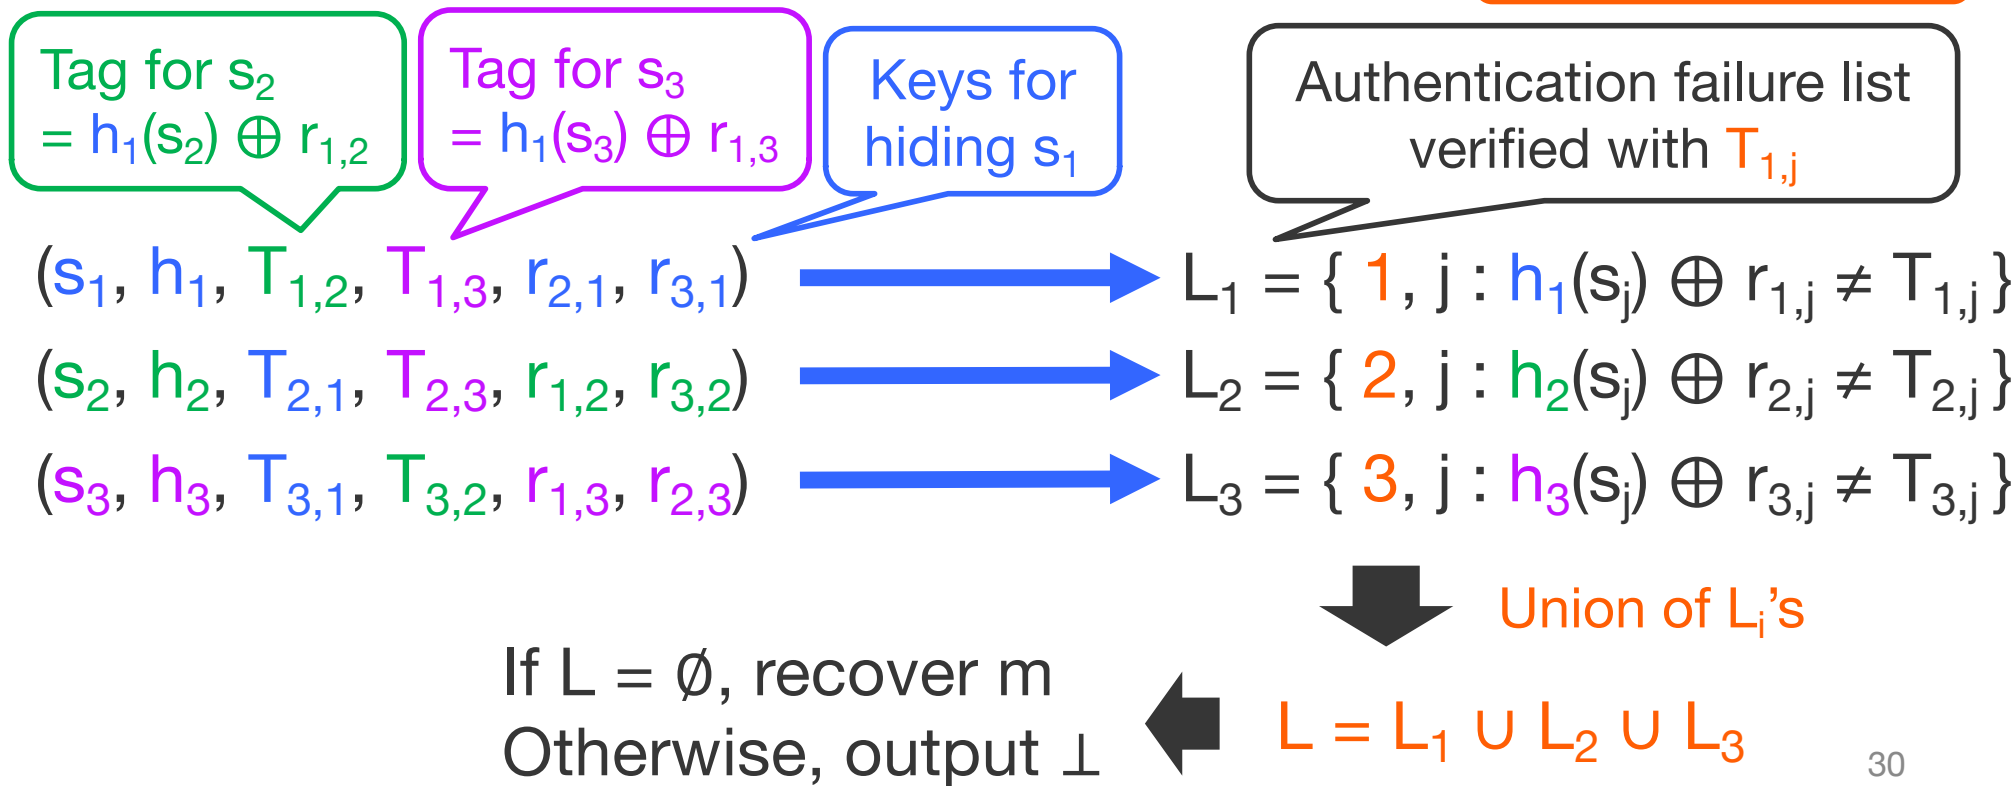 Tag for s₂
= h₁(s₂) ⊕ r₁,₂
Tag for s₃
= h₁(s₃) ⊕ r₁,₃
Keys for
hiding s₁
Authentication failure list
verified with T₁,ⱼ
(s₁, h₁, T₁,₂, T₁,₃, r₂,₁, r₃,₁)
L₁ = { 1, j : h₁(sⱼ) ⊕ r₁,ⱼ ≠ T₁,ⱼ }
(s₂, h₂, T₂,₁, T₂,₃, r₁,₂, r₃,₂)
L₂ = { 2, j : h₂(sⱼ) ⊕ r₂,ⱼ ≠ T₂,ⱼ }
(s₃, h₃, T₃,₁, T₃,₂, r₁,₃, r₂,₃)
L₃ = { 3, j : h₃(sⱼ) ⊕ r₃,ⱼ ≠ T₃,ⱼ }
Union of Lᵢ’s
L = L₁ ∪ L₂ ∪ L₃
If L = ∅, recover m
Otherwise, output ⊥
30